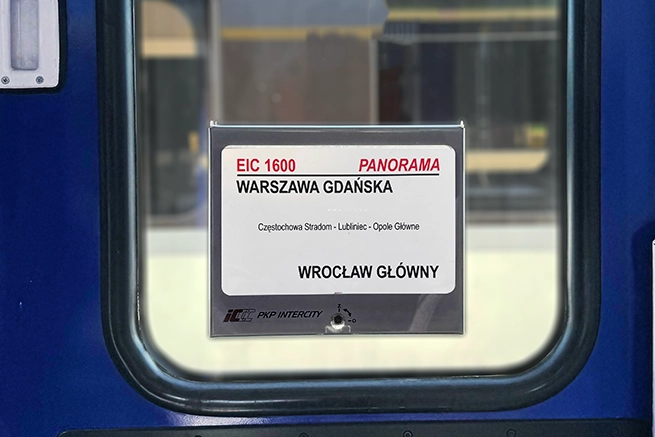 EIC 1600 PANORAMA
WARSZAWA GDAŃSKA
Częstochowa Stradom - Lubliniec - Opole Główne
WROCŁAW GŁÓWNY
PKP INTERCITY